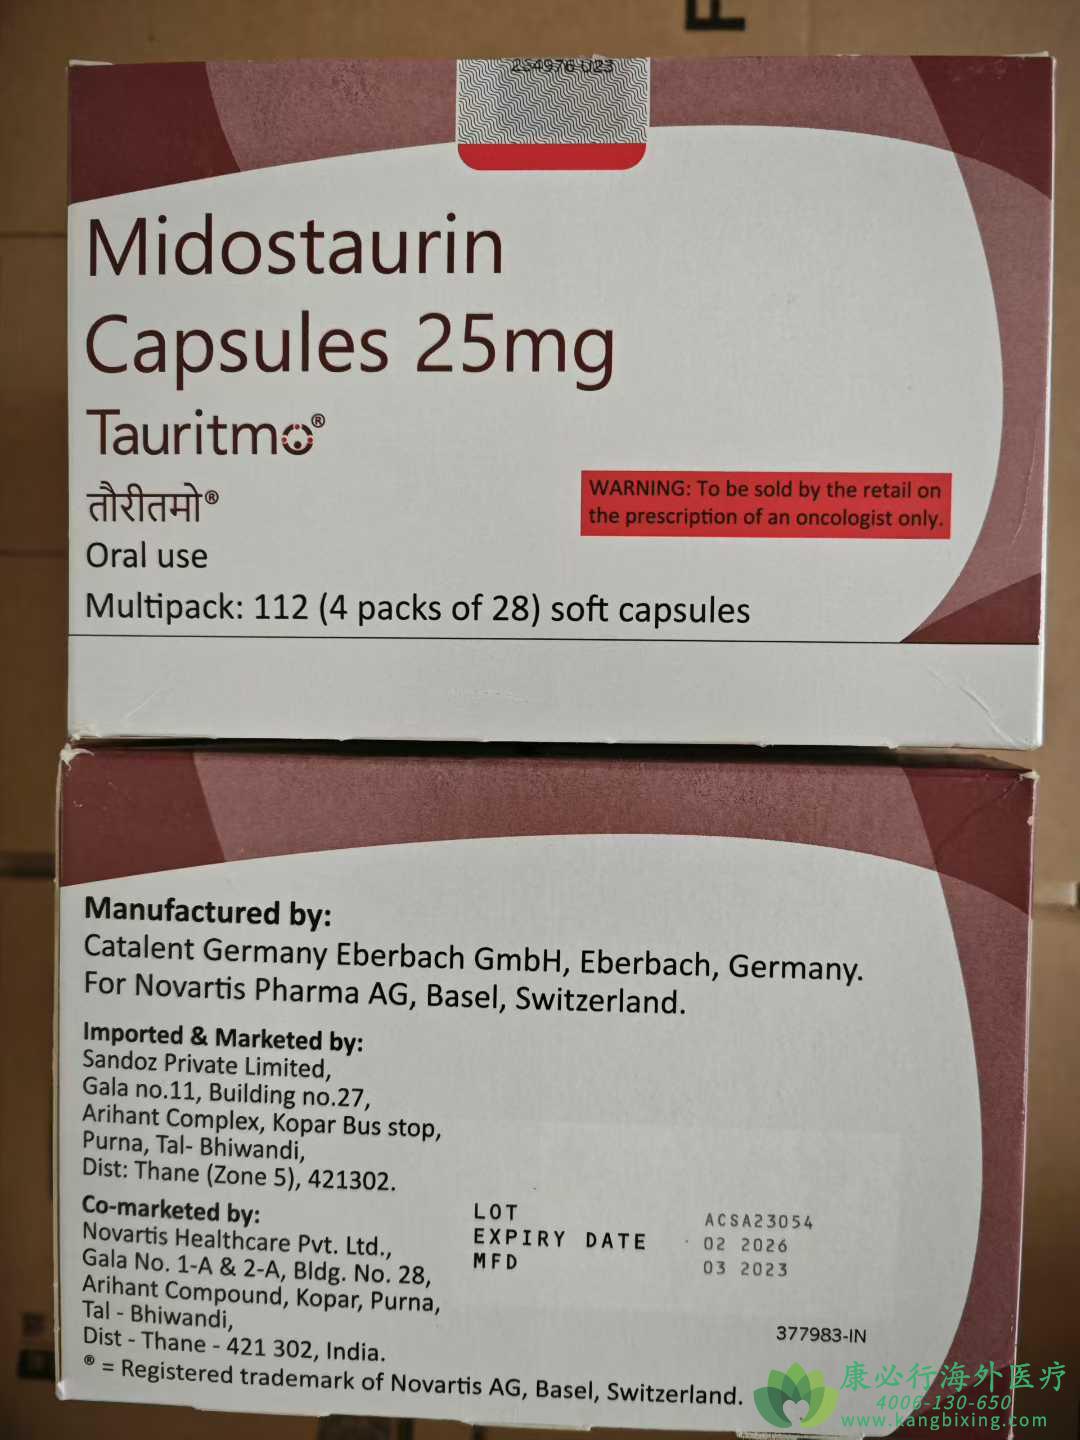 254976 U23
Midostaurin
Capsules 25mg
Tauritmo®
तौरीतमो®
Oral use
Multipack: 112 (4 packs of 28) soft capsules
WARNING: To be sold by the retail on
the prescription of an oncologist only.
Manufactured by:
Catalent Germany Eberbach GmbH, Eberbach, Germany.
For Novartis Pharma AG, Basel, Switzerland.
Imported & Marketed by:
Sandoz Private Limited,
Gala no.11, Building no.27,
Arihant Complex, Kopar Bus stop,
Purna, Tal- Bhiwandi,
Dist: Thane (Zone 5), 421302.
Co-marketed by:
Novartis Healthcare Pvt. Ltd.,
Gala No. 1-A & 2-A, Bldg. No. 28,
Arihant Compound, Kopar, Purna,
Tal - Bhiwandi,
Dist - Thane - 421 302, India.
® = Registered trademark of Novartis AG, Basel, Switzerland.
LOT ACSA23054
EXPIRY DATE 02 2026
MFD 03 2023
377983-IN
康必行海外医疗
4006-130-650
www.kangbixing.com